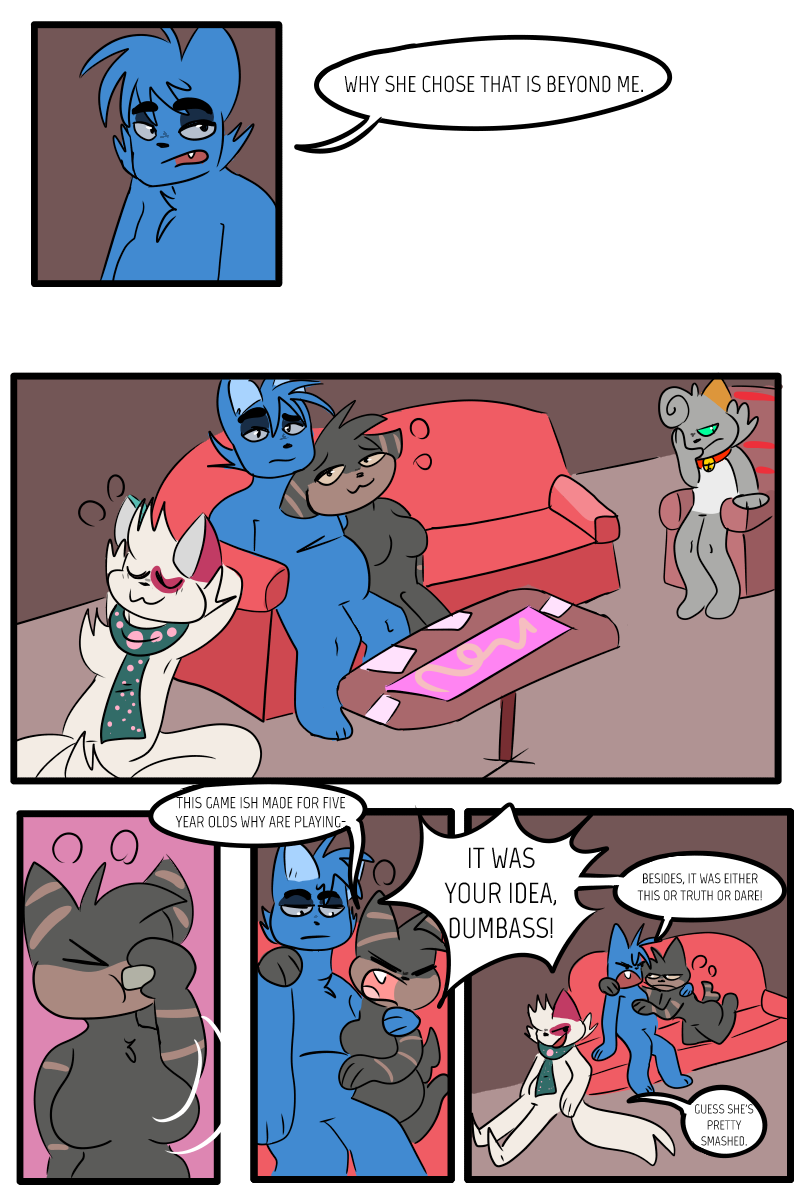 WHY SHE CHOSE THAT IS BEYOND ME.
THIS GAME ISH MADE FOR FIVE
YEAR OLDS WHY ARE PLAYING-
IT WAS
YOUR IDEA,
DUMBASS!
BESIDES, IT WAS EITHER
THIS OR TRUTH OR DARE!
GUESS SHE'S
PRETTY
SMASHED.